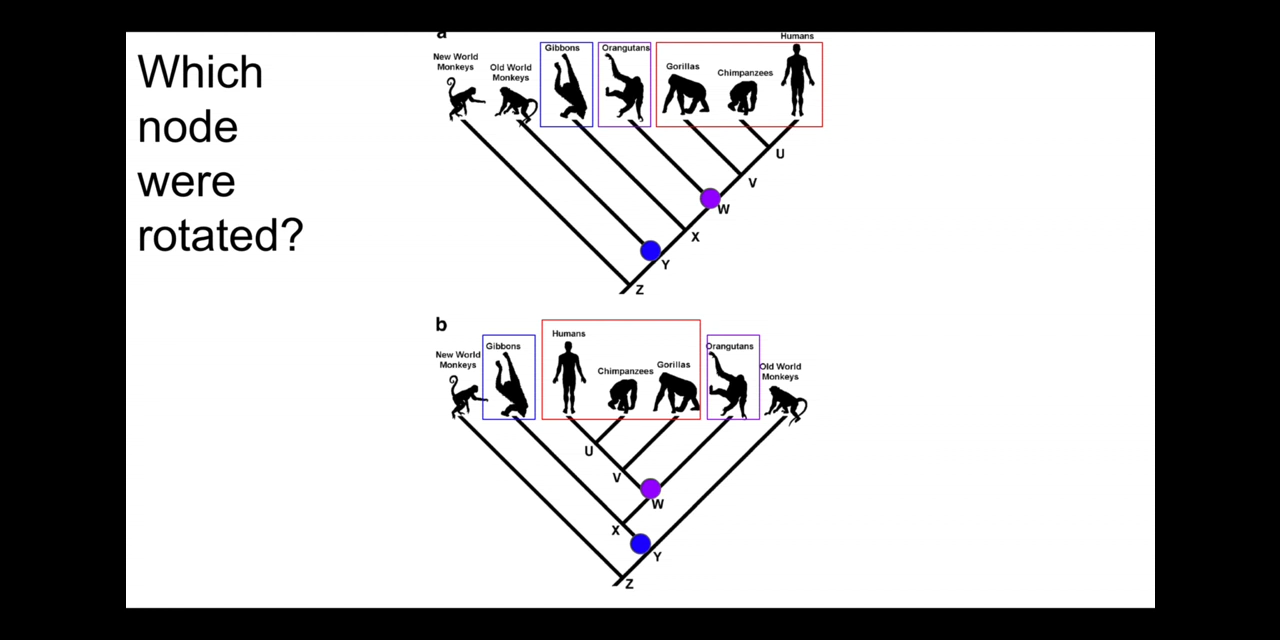 Which
node
were
rotated?
a
New World
Monkeys
Old World
Monkeys
Gibbons
Orangutans
Gorillas
Chimpanzees
Humans
U
V
W
X
Y
Z
b
New World
Monkeys
Gibbons
Humans
Chimpanzees
Gorillas
Orangutans
Old World
Monkeys
U
V
W
X
Y
Z